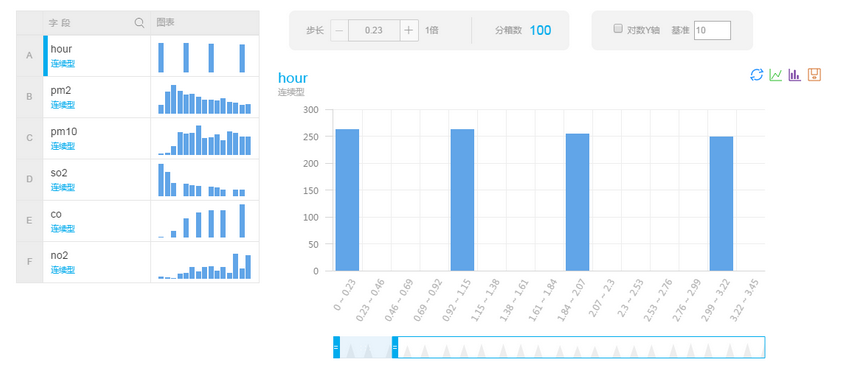 字 段 图表
A hour
连续型
B pm2
连续型
C pm10
连续型
D so2
连续型
E co
连续型
F no2
连续型
步长 − 0.23 + 1倍 分箱数 100
对数Y轴 基准 10
hour
连续型
300
250
200
150
100
50
0
0 ~ 0.23
0.23 ~ 0.46
0.46 ~ 0.69
0.69 ~ 0.92
0.92 ~ 1.15
1.15 ~ 1.38
1.38 ~ 1.61
1.61 ~ 1.84
1.84 ~ 2.07
2.07 ~ 2.3
2.3 ~ 2.53
2.53 ~ 2.76
2.76 ~ 2.99
2.99 ~ 3.22
3.22 ~ 3.45